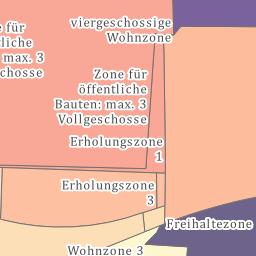 viergeschossige
Wohnzone
für
tliche
max. 3
schosse
Zone für
öffentliche
Bauten: max. 3
Vollgeschosse
Erholungszone
1
Erholungszone
3
Freihaltezone
Wohnzone 3